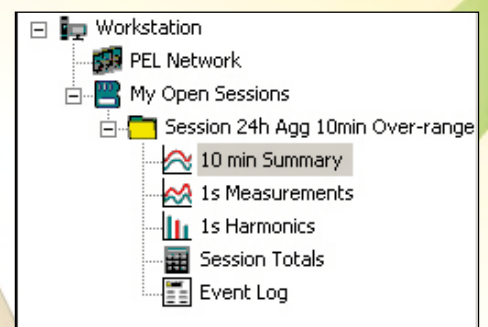 Workstation
PEL Network
My Open Sessions
Session 24h Agg 10min Over-range
10 min Summary
1s Measurements
1s Harmonics
Session Totals
Event Log